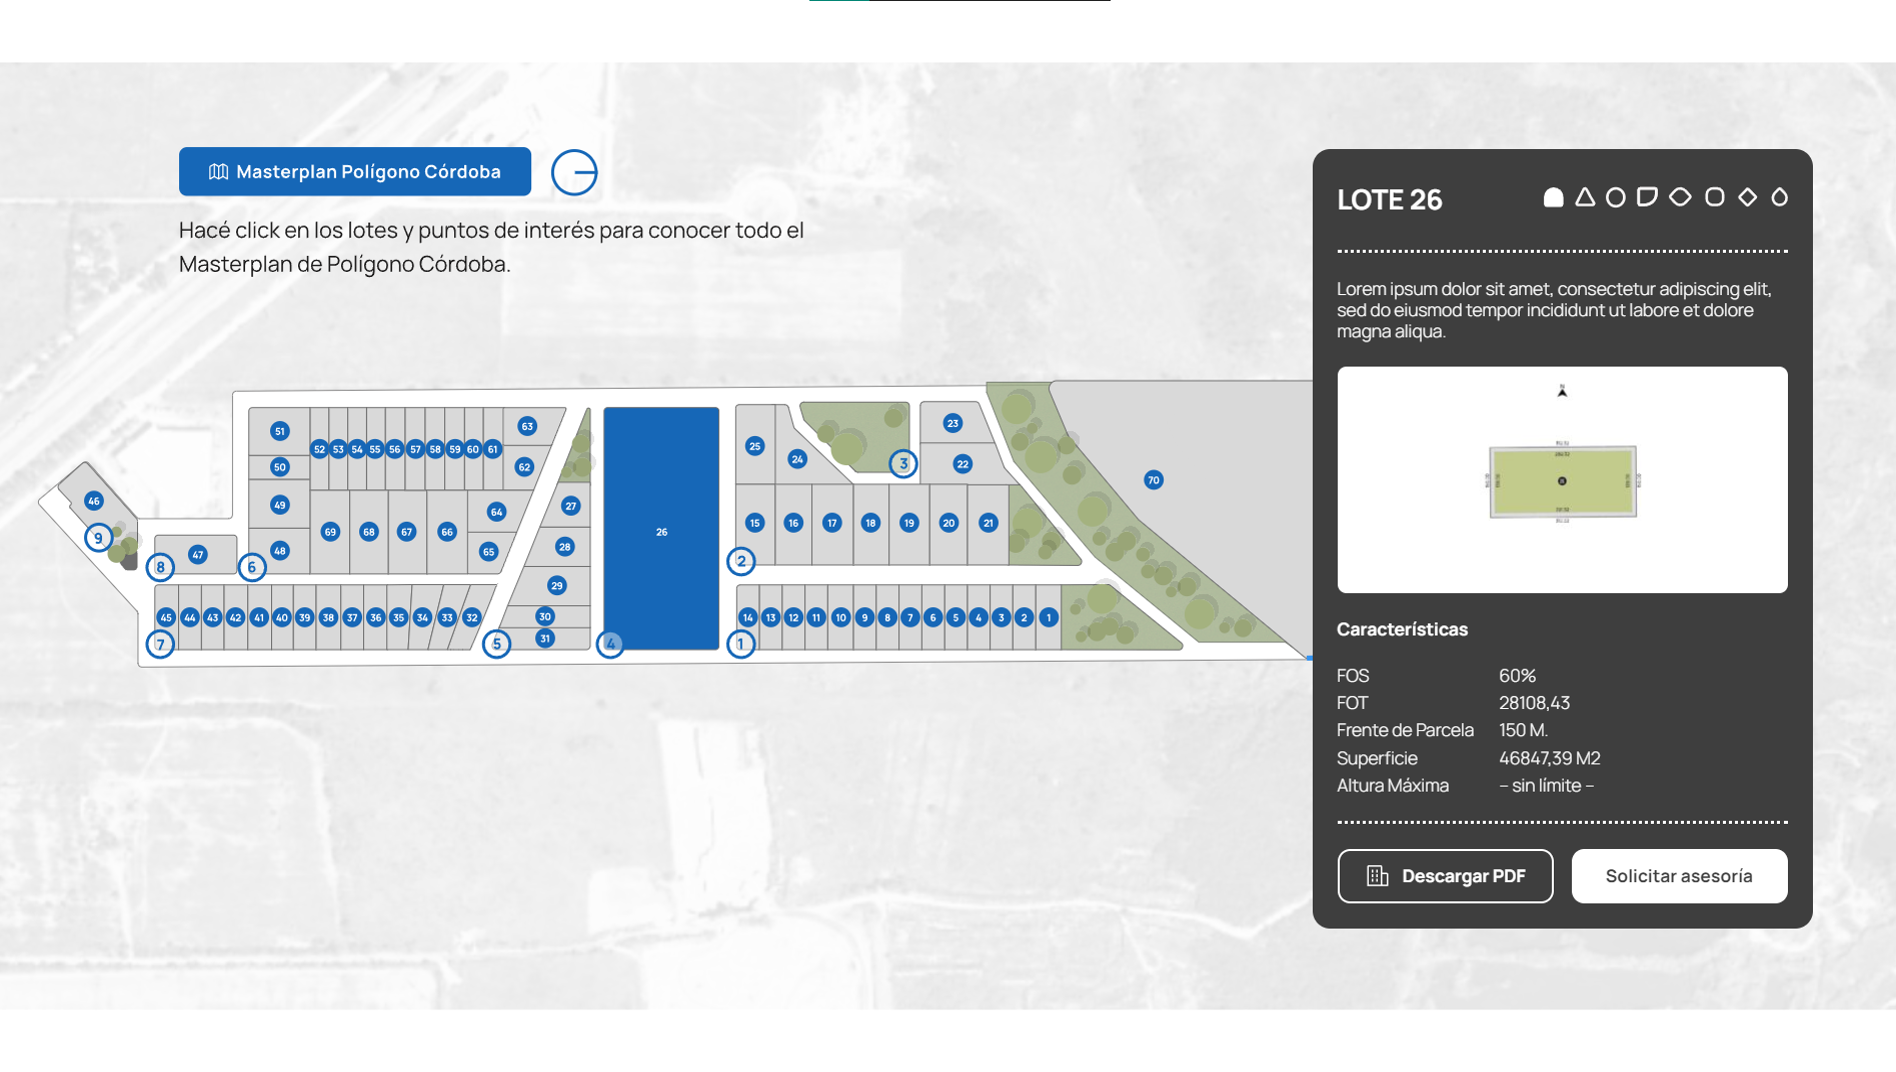 Masterplan Polígono Córdoba
Hacé click en los lotes y puntos de interés para conocer todo el
Masterplan de Polígono Córdoba.
51
52 53 54 55 56 57 58 59 60 61
63
62
50
49
48
69 68 67 66
64
65
46
9
8
47
6
45 44 43 42 41 40 39 38 37 36 35 34 33 32
7
5
27
28
29
30
31
26
4
25
24
3
23
22
15 16 17 18 19 20 21
2
14 13 12 11 10 9 8 7 6 5 4 3 2 1
1
70
LOTE 26
Lorem ipsum dolor sit amet, consectetur adipiscing elit,
sed do eiusmod tempor incididunt ut labore et dolore
magna aliqua.
N
Características
FOS 60%
FOT 28108,43
Frente de Parcela 150 M.
Superficie 46847,39 M2
Altura Máxima – sin límite –
Descargar PDF
Solicitar asesoría